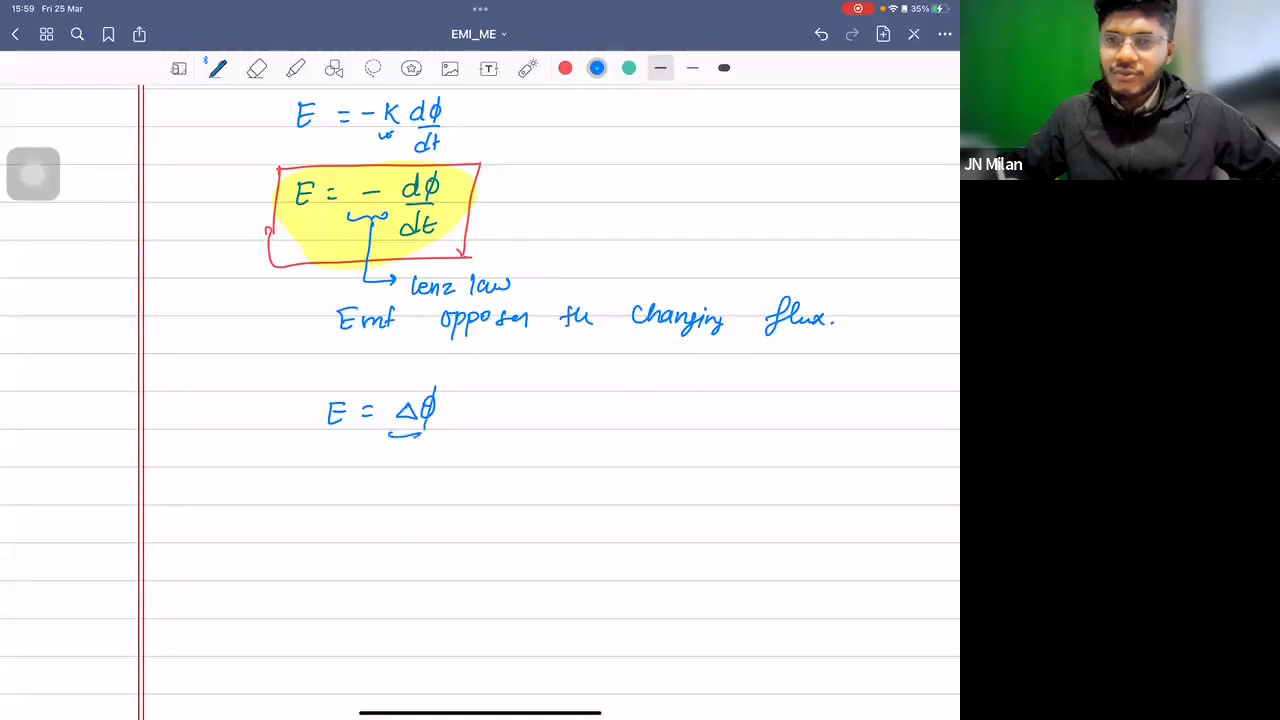 15:59 Fri 25 Mar
35%
EMI_ME
JN Milan
E = -K dϕ/dt
E = - dϕ/dt
lenz law
Emf opposes the changing flux.
E = Δϕ